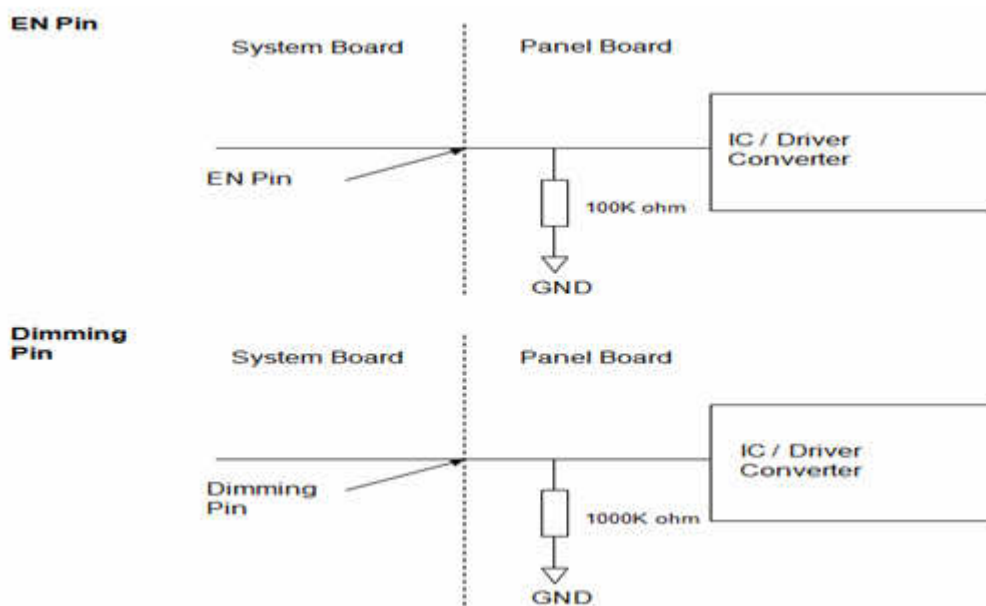 EN Pin
System Board
Panel Board
IC / Driver
Converter
EN Pin
100K ohm
GND
Dimming
Pin
System Board
Panel Board
IC / Driver
Converter
Dimming
Pin
1000K ohm
GND